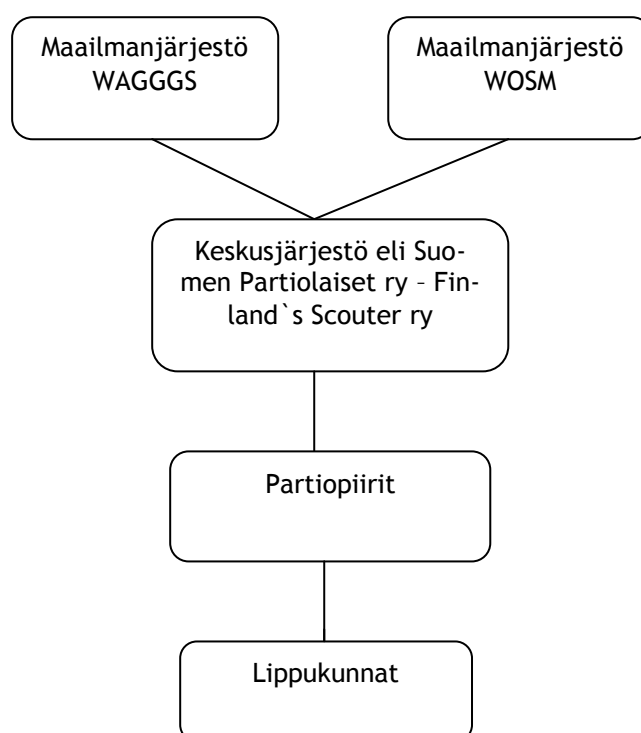 Maailmanjärjestö
WAGGGS
Maailmanjärjestö
WOSM
Keskusjärjestö eli Suo-
men Partiolaiset ry – Fin-
land`s Scouter ry
Partiopiirit
Lippukunnat